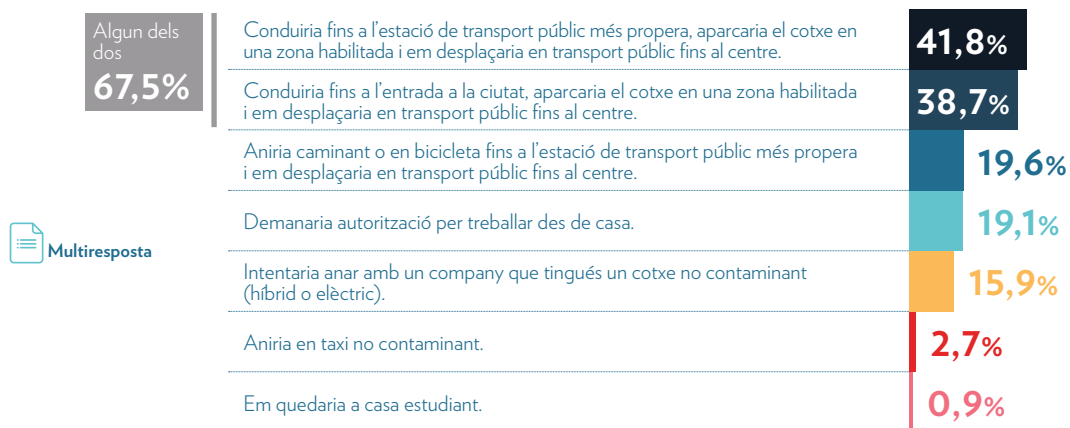 Algun dels
dos
67,5%
Conduiria fins a l'estació de transport públic més propera, aparcaria el cotxe en
una zona habilitada i em desplaçaria en transport públic fins al centre.
41,8%
Conduiria fins a l'entrada a la ciutat, aparcaria el cotxe en una zona habilitada
i em desplaçaria en transport públic fins al centre.
38,7%
Aniria caminant o en bicicleta fins a l'estació de transport públic més propera
i em desplaçaria en transport públic fins al centre.
19,6%
Demanaria autorització per treballar des de casa.
19,1%
Multiresposta
Intentaria anar amb un company que tingués un cotxe no contaminant
(híbrid o elèctric).
15,9%
Aniria en taxi no contaminant.
2,7%
Em quedaria a casa estudiant.
0,9%